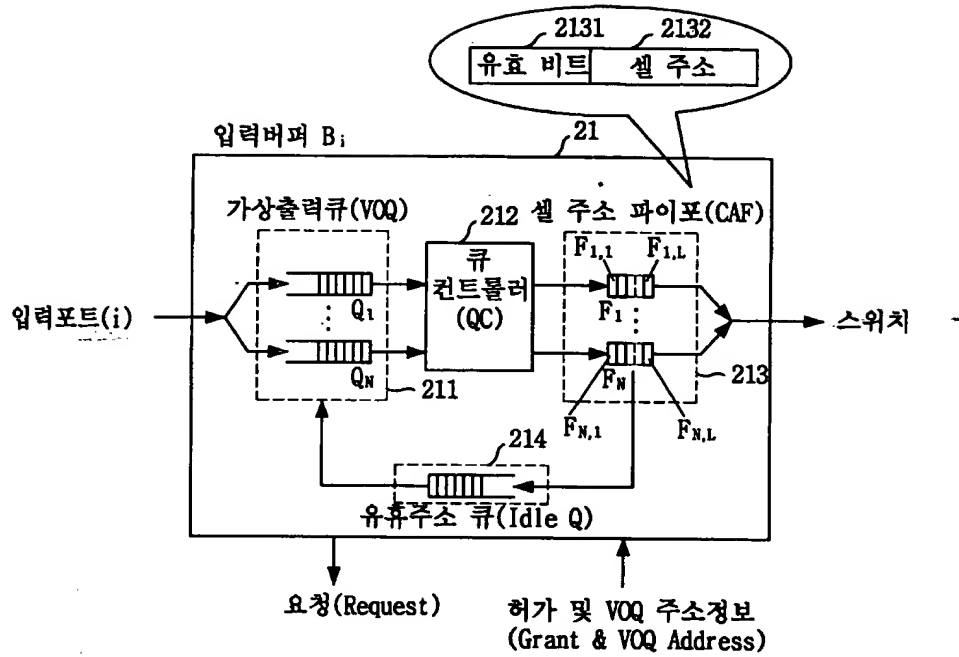 2131
2132
유효 비트
셀 주소
입력버퍼 Bi
21
가상출력큐(VOQ)
212
셀 주소 파이포(CAF)
큐
컨트롤러
(QC)
F1,1
F1,L
입력포트(i)
Q1
F1
스위치
QN
FN
211
213
FN,1
FN,L
214
유휴주소 큐(Idle Q)
요청(Request)
허가 및 VOQ 주소정보
(Grant & VOQ Address)